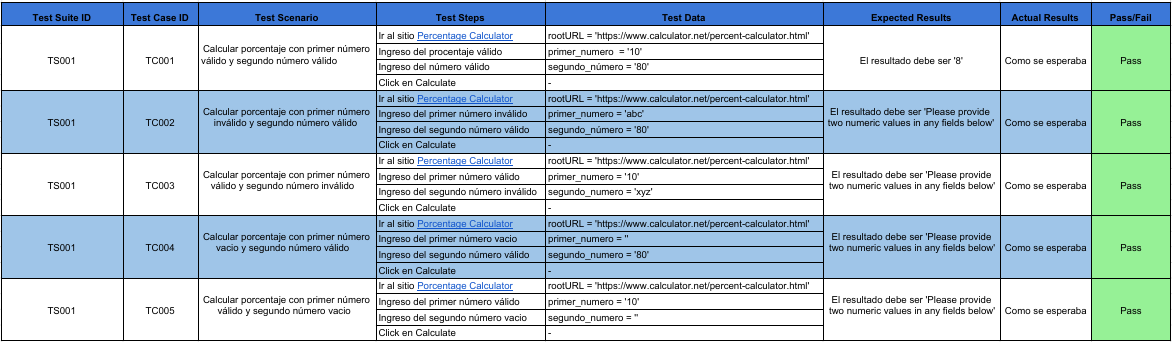 Test Suite ID Test Case ID Test Scenario Test Steps Test Data Expected Results Actual Results Pass/Fail
TS001 TC001 Calcular porcentaje con primer número
válido y segundo número válido
Ir al sitio Percentage Calculator rootURL = 'https://www.calculator.net/percent-calculator.html'
Ingreso del procentaje válido primer_numero = '10'
Ingreso del número válido segundo_número = '80'
Click en Calculate -
El resultado debe ser '8' Como se esperaba Pass
TS001 TC002 Calcular porcentaje con primer número
inválido y segundo número válido
Ir al sitio Percentage Calculator rootURL = 'https://www.calculator.net/percent-calculator.html'
Ingreso del primer número inválido primer_numero = 'abc'
Ingreso del segundo número válido segundo_número = '80'
Click en Calculate -
El resultado debe ser 'Please provide
two numeric values in any fields below' Como se esperaba Pass
TS001 TC003 Calcular porcentaje con primer número
válido y segundo número inválido
Ir al sitio Percentage Calculator rootURL = 'https://www.calculator.net/percent-calculator.html'
Ingreso del primer número válido primer_numero = '10'
Ingreso del segundo número inválido segundo_numero = 'xyz'
Click en Calculate -
El resultado debe ser 'Please provide
two numeric values in any fields below' Como se esperaba Pass
TS001 TC004 Calcular porcentaje con primer número
vacio y segundo número válido
Ir al sitio Percentage Calculator rootURL = 'https://www.calculator.net/percent-calculator.html'
Ingreso del primer número vacio primer_numero = ''
Ingreso del segundo número válido segundo_numero = '80'
Click en Calculate -
El resultado debe ser 'Please provide
two numeric values in any fields below' Como se esperaba Pass
TS001 TC005 Calcular porcentaje con primer número
válido y segundo número vacio
Ir al sitio Percentage Calculator rootURL = 'https://www.calculator.net/percent-calculator.html'
Ingreso del primer número válido primer_numero = '10'
Ingreso del segundo número vacio segundo_numero = ''
Click en Calculate -
El resultado debe ser 'Please provide
two numeric values in any fields below' Como se esperaba Pass